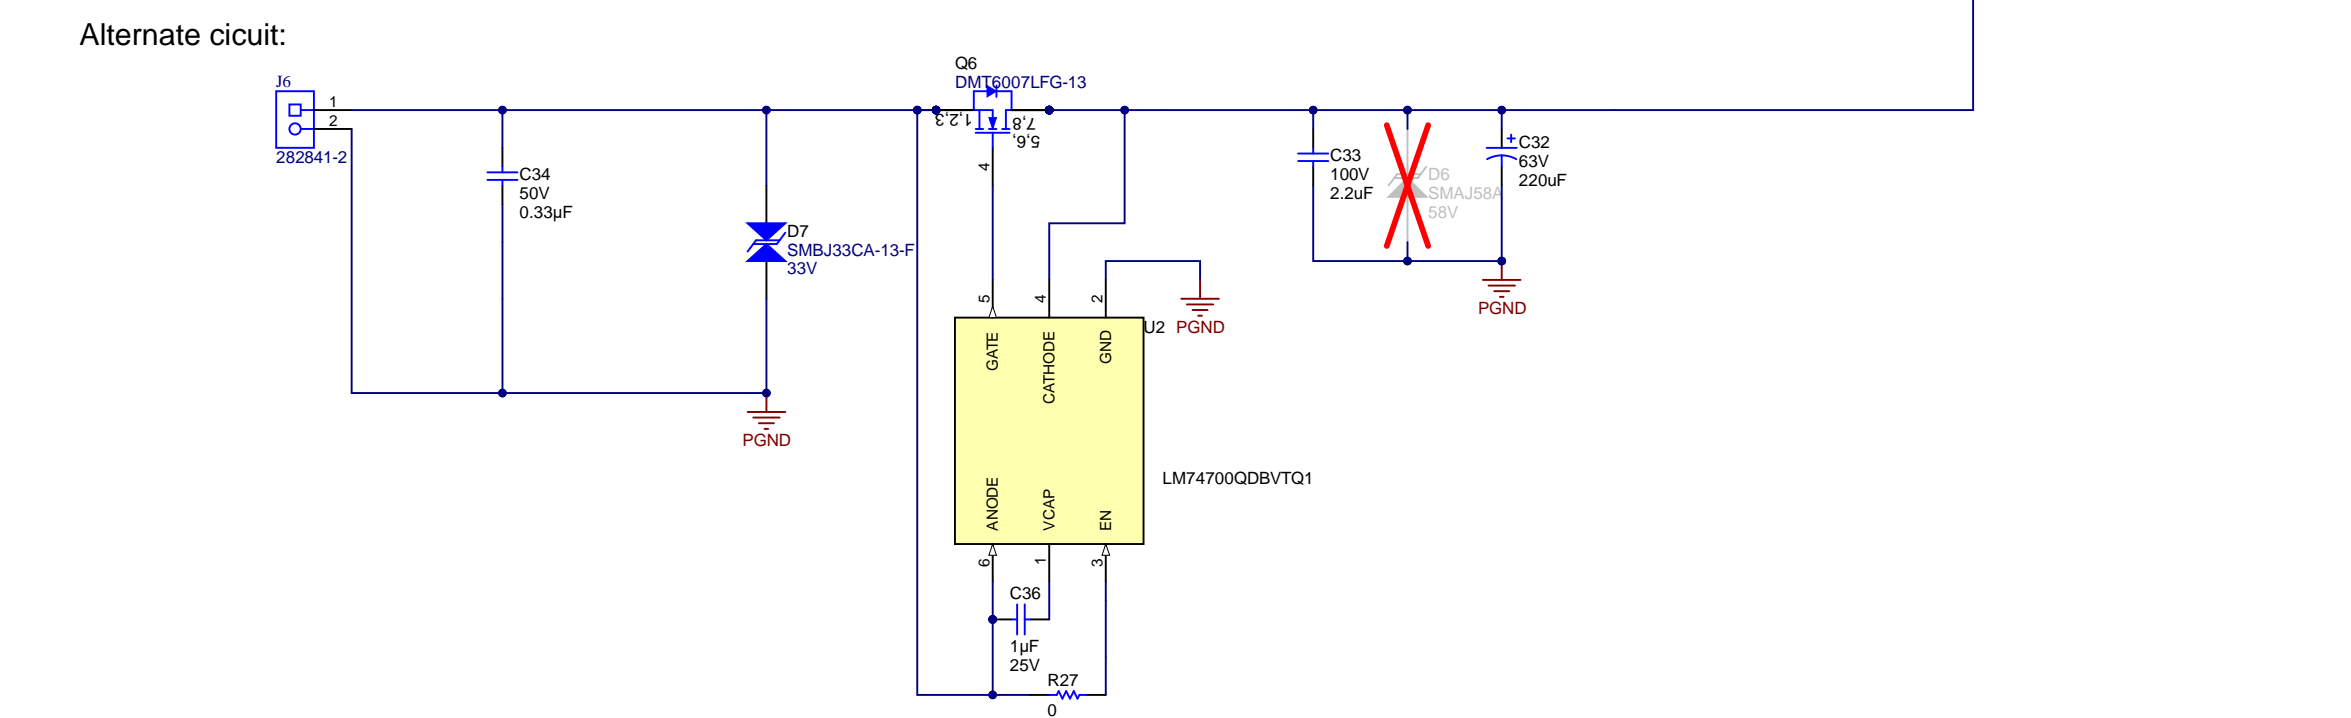 Alternate cicuit:
J6
1
2
282841-2
C34
50V
0.33µF
D7
SMBJ33CA-13-F
33V
PGND
Q6
DMT6007LFG-13
1,2,3
5,6,
7,8
4
C33
100V
2.2uF
D6
SMAJ58A
58V
C32
63V
220uF
PGND
5
4
2
PGND
U2
GATE
CATHODE
GND
ANODE
VCAP
EN
LM74700QDBVTQ1
6
1
3
C36
1µF
25V
R27
0